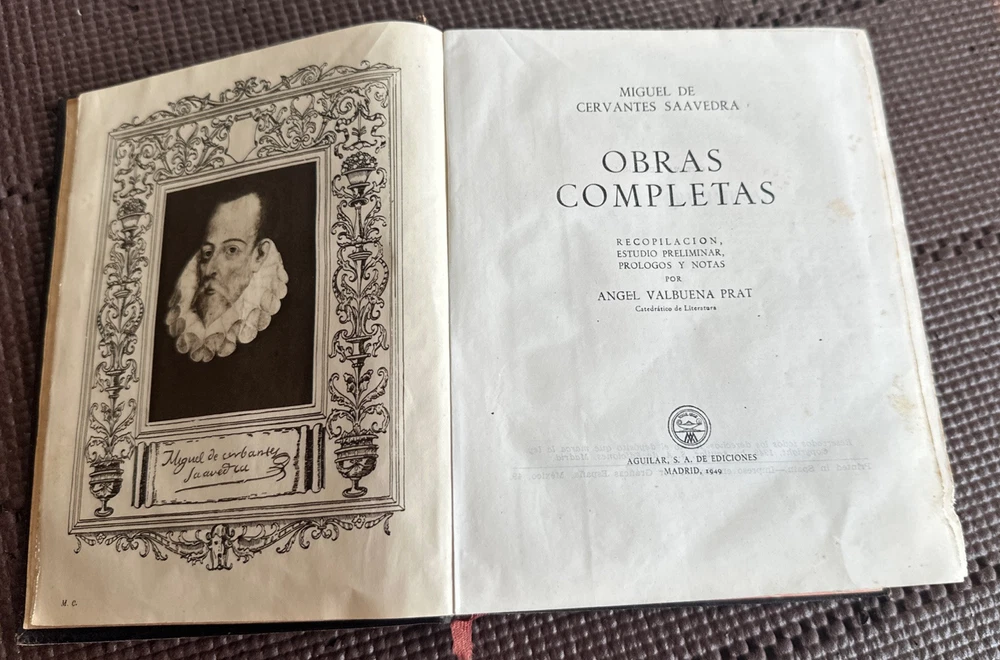 Miguel de cerbantes
Saavedra
M. C.
MIGUEL DE
CERVANTES SAAVEDRA
OBRAS
COMPLETAS
RECOPILACION,
ESTUDIO PRELIMINAR,
PROLOGOS Y NOTAS
POR
ANGEL VALBUENA PRAT
Catedrático de Literatura
AGUILAR, S. A. DE EDICIONES
MADRID, 1949